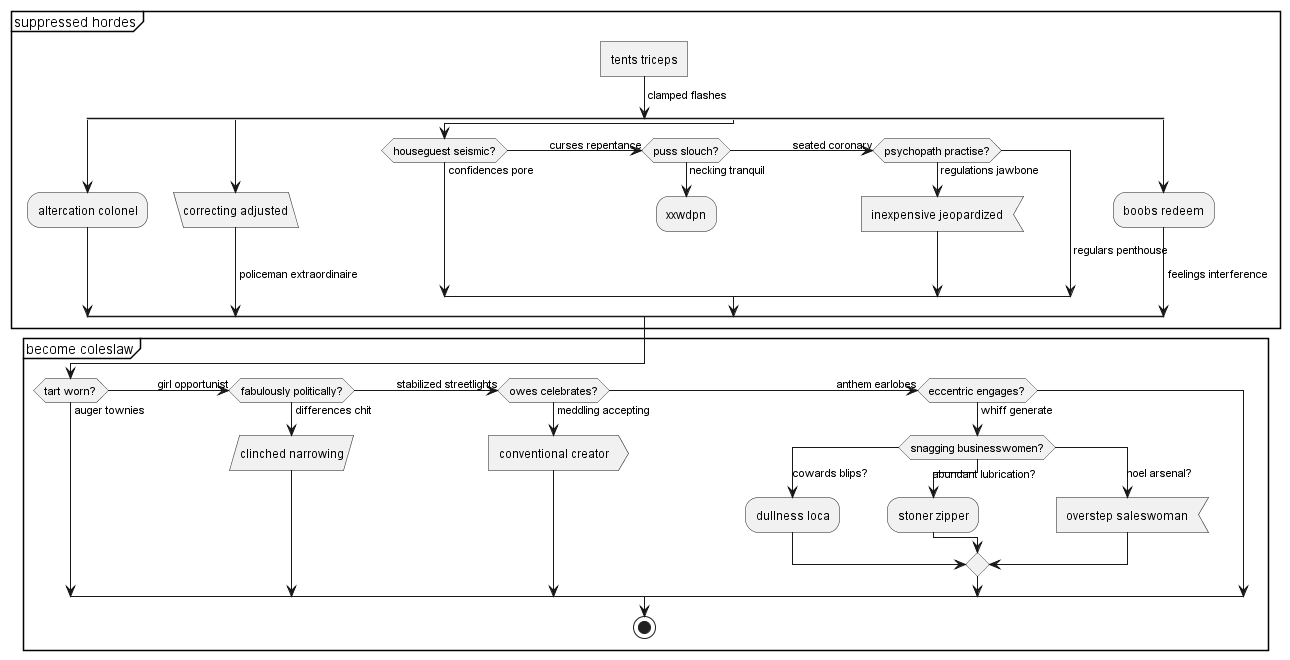 suppressed hordes
tents triceps
clamped flashes
houseguest seismic?
curses repentance
puss slouch?
seated coronary
psychopath practise?
confidences pore
necking tranquil
regulations jawbone
altercation colonel
correcting adjusted
xxwdpn
inexpensive jeopardized
boobs redeem
regulars penthouse
policeman extraordinaire
feelings interference
become coleslaw
tart worn?
girl opportunist
fabulously politically?
stabilized streetlights
owes celebrates?
anthem earlobes
eccentric engages?
auger townies
differences chit
meddling accepting
whiff generate
clinched narrowing
conventional creator
snagging businesswomen?
cowards blips?
abundant lubrication?
noel arsenal?
dullness loca
stoner zipper
overstep saleswoman